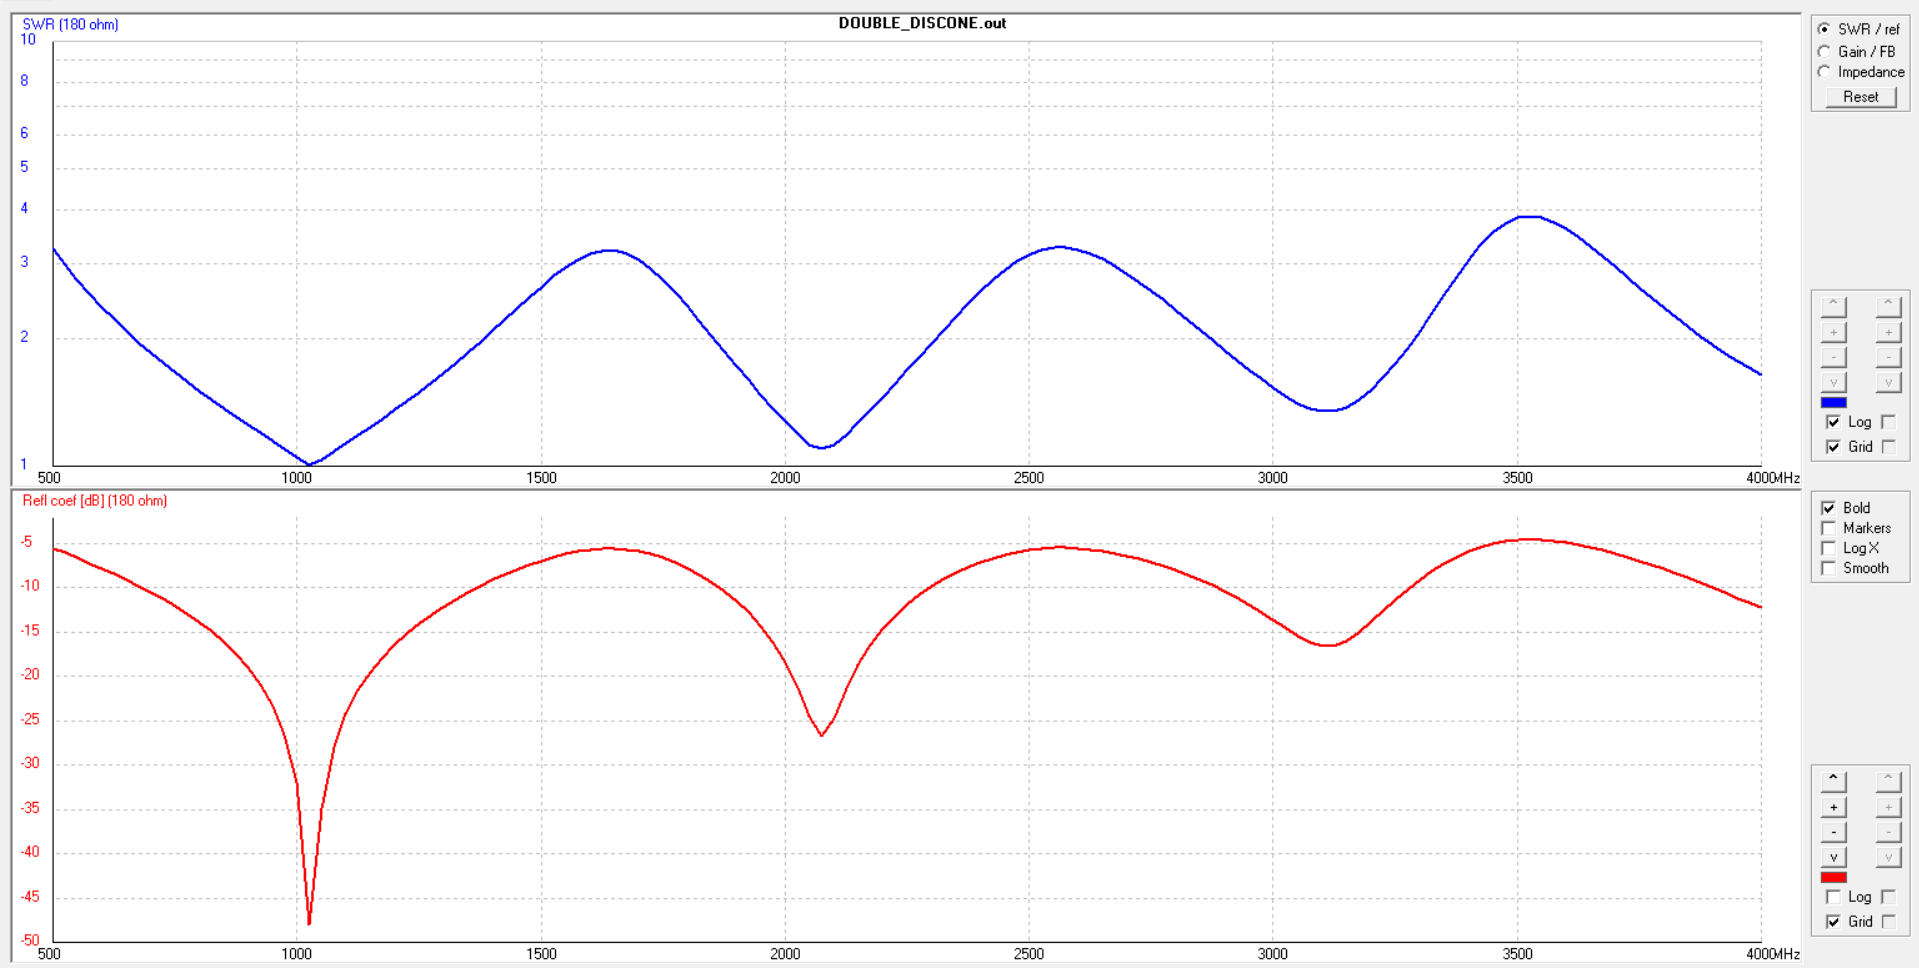 SWR (180 ohm)
DOUBLE_DISCONE.out
10
8
6
5
4
3
2
1
500 1000 1500 2000 2500 3000 3500 4000MHz
Refl coef [dB] (180 ohm)
-5
-10
-15
-20
-25
-30
-35
-40
-45
-50
500 1000 1500 2000 2500 3000 3500 4000MHz
SWR / ref
Gain / FB
Impedance
Reset
^ ^
+ +
- -
v v
Log
Grid
Bold
Markers
Log X
Smooth
^ ^
+ +
- -
v v
Log
Grid